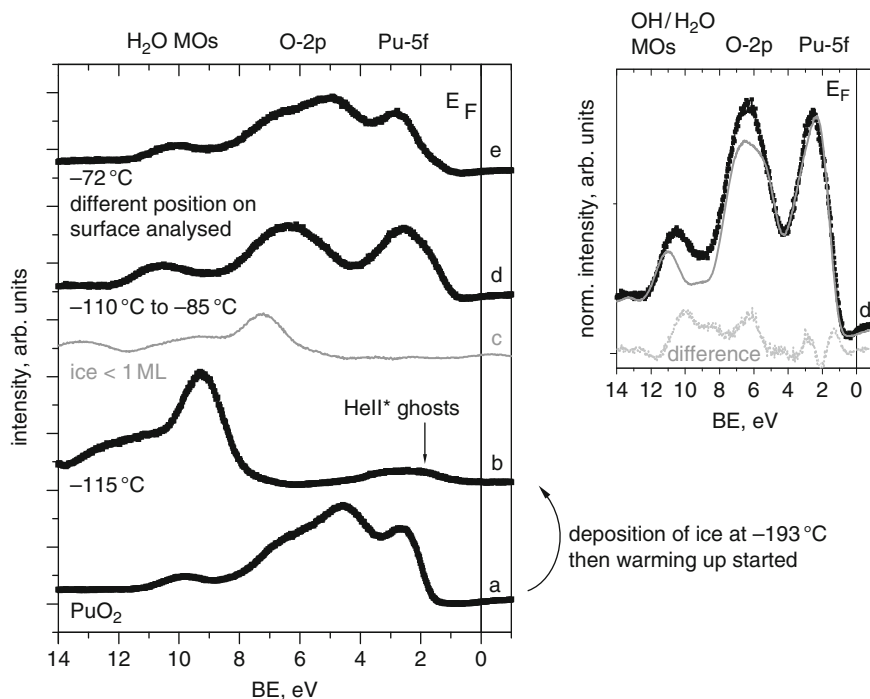 H₂O MOs O-2p Pu-5f
E_F
e
−72 °C
different position on
surface analysed
d
−110 °C to −85 °C
c
ice < 1 ML
HeII* ghosts
b
−115 °C
a
PuO₂
14 12 10 8 6 4 2 0
BE, eV
intensity, arb. units
deposition of ice at −193 °C
then warming up started
OH/H₂O
MOs O-2p Pu-5f
E_F
d
difference
14 12 10 8 6 4 2 0
BE, eV
norm. intensity, arb. units